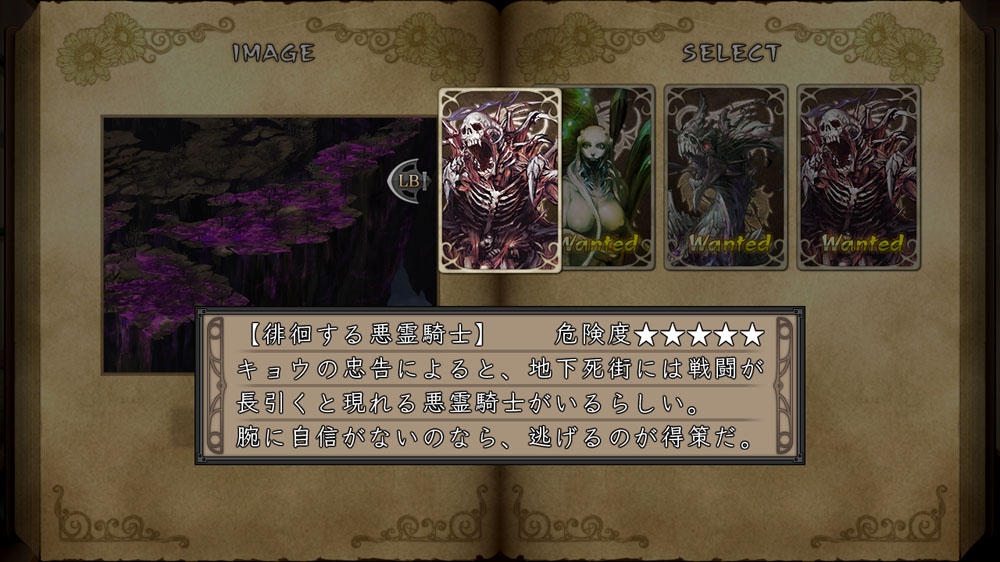 IMAGE
SELECT
LB
Wanted
Wanted
Wanted
【徘徊する悪霊騎士】 危険度★★★★★
キョウの忠告によると、地下死街には戦闘が
長引くと現れる悪霊騎士がいるらしい。
腕に自信がないのなら、逃げるのが得策だ。